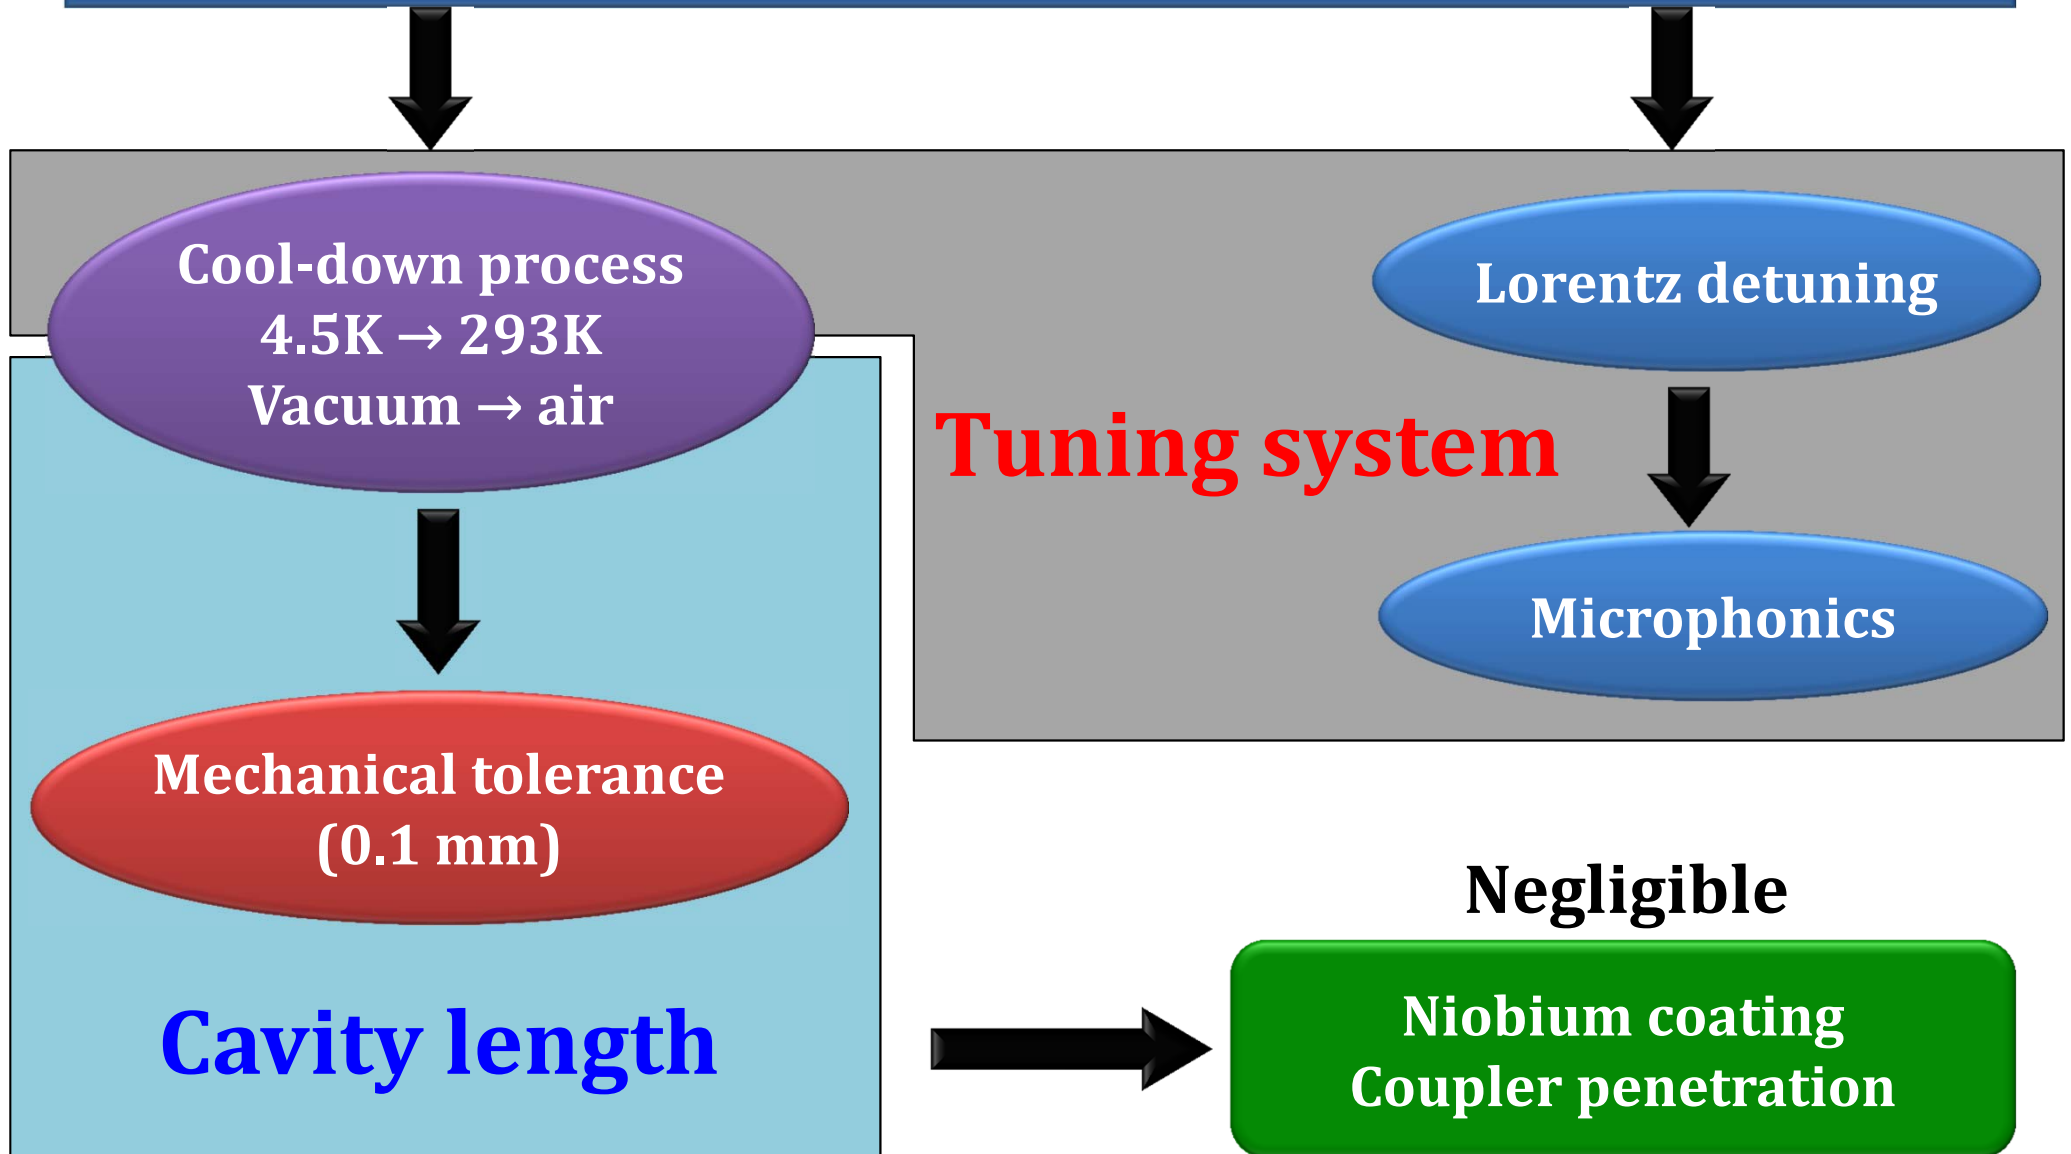 Cool-down process
4.5K → 293K
Vacuum → air
Lorentz detuning
Tuning system
Microphonics
Mechanical tolerance
(0.1 mm)
Cavity length
Negligible
Niobium coating
Coupler penetration